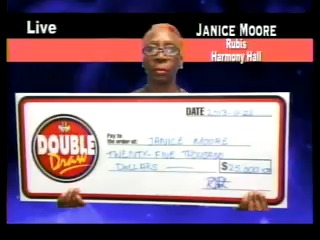 Live
JANICE MOORE
Rubis
Harmony Hall
DATE
DOUBLE
Draw
Pay to
the order of: JANICE MOORE
TWENTY-FIVE THOUSAND
DOLLARS
$25,000.00